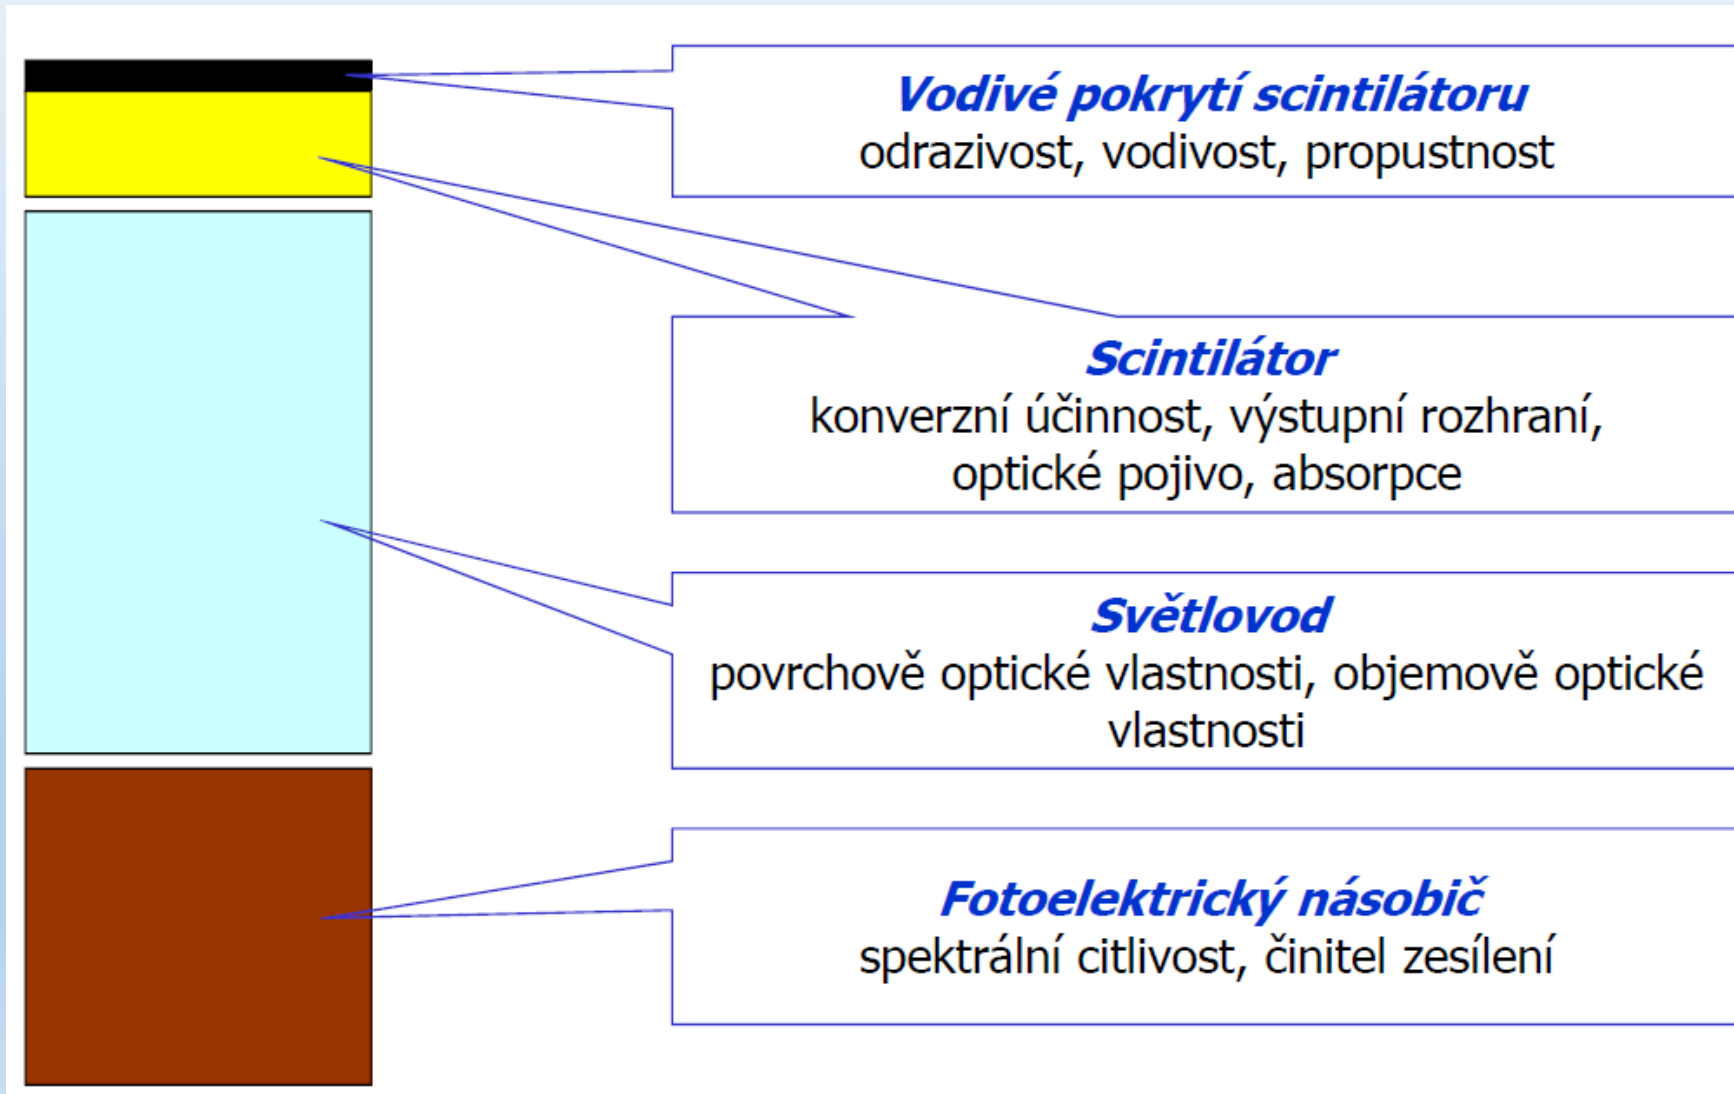 Vodivé pokrytí scintilátoru
odrazivost, vodivost, propustnost
Scintilátor
konverzní účinnost, výstupní rozhraní,
optické pojivo, absorpce
Světlovod
povrchově optické vlastnosti, objemově optické
vlastnosti
Fotoelektrický násobič
spektrální citlivost, činitel zesílení